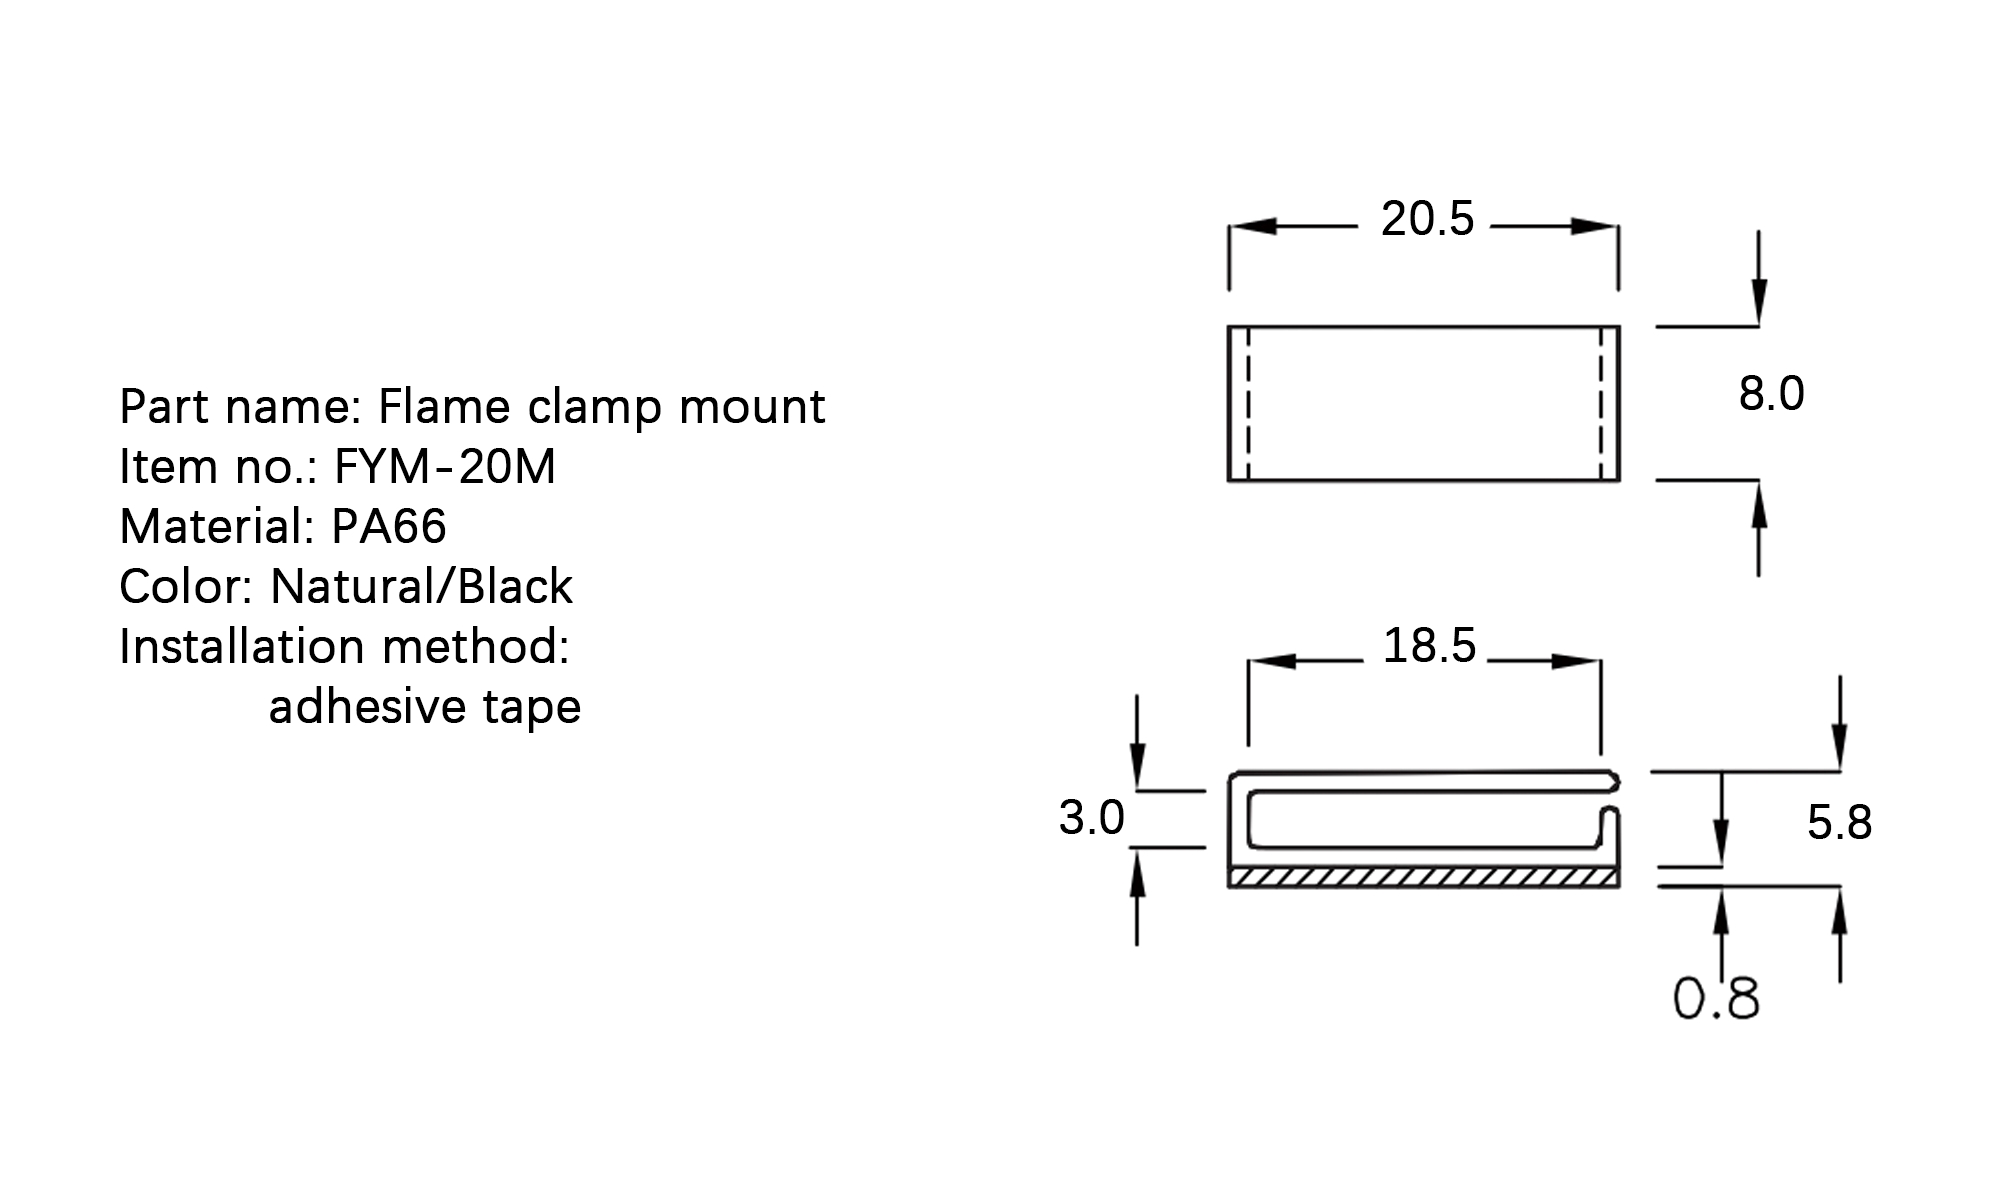 Part name: Flame clamp mount
Item no.: FYM-20M
Material: PA66
Color: Natural/Black
Installation method:
adhesive tape
20.5
8.0
18.5
3.0
5.8
0.8